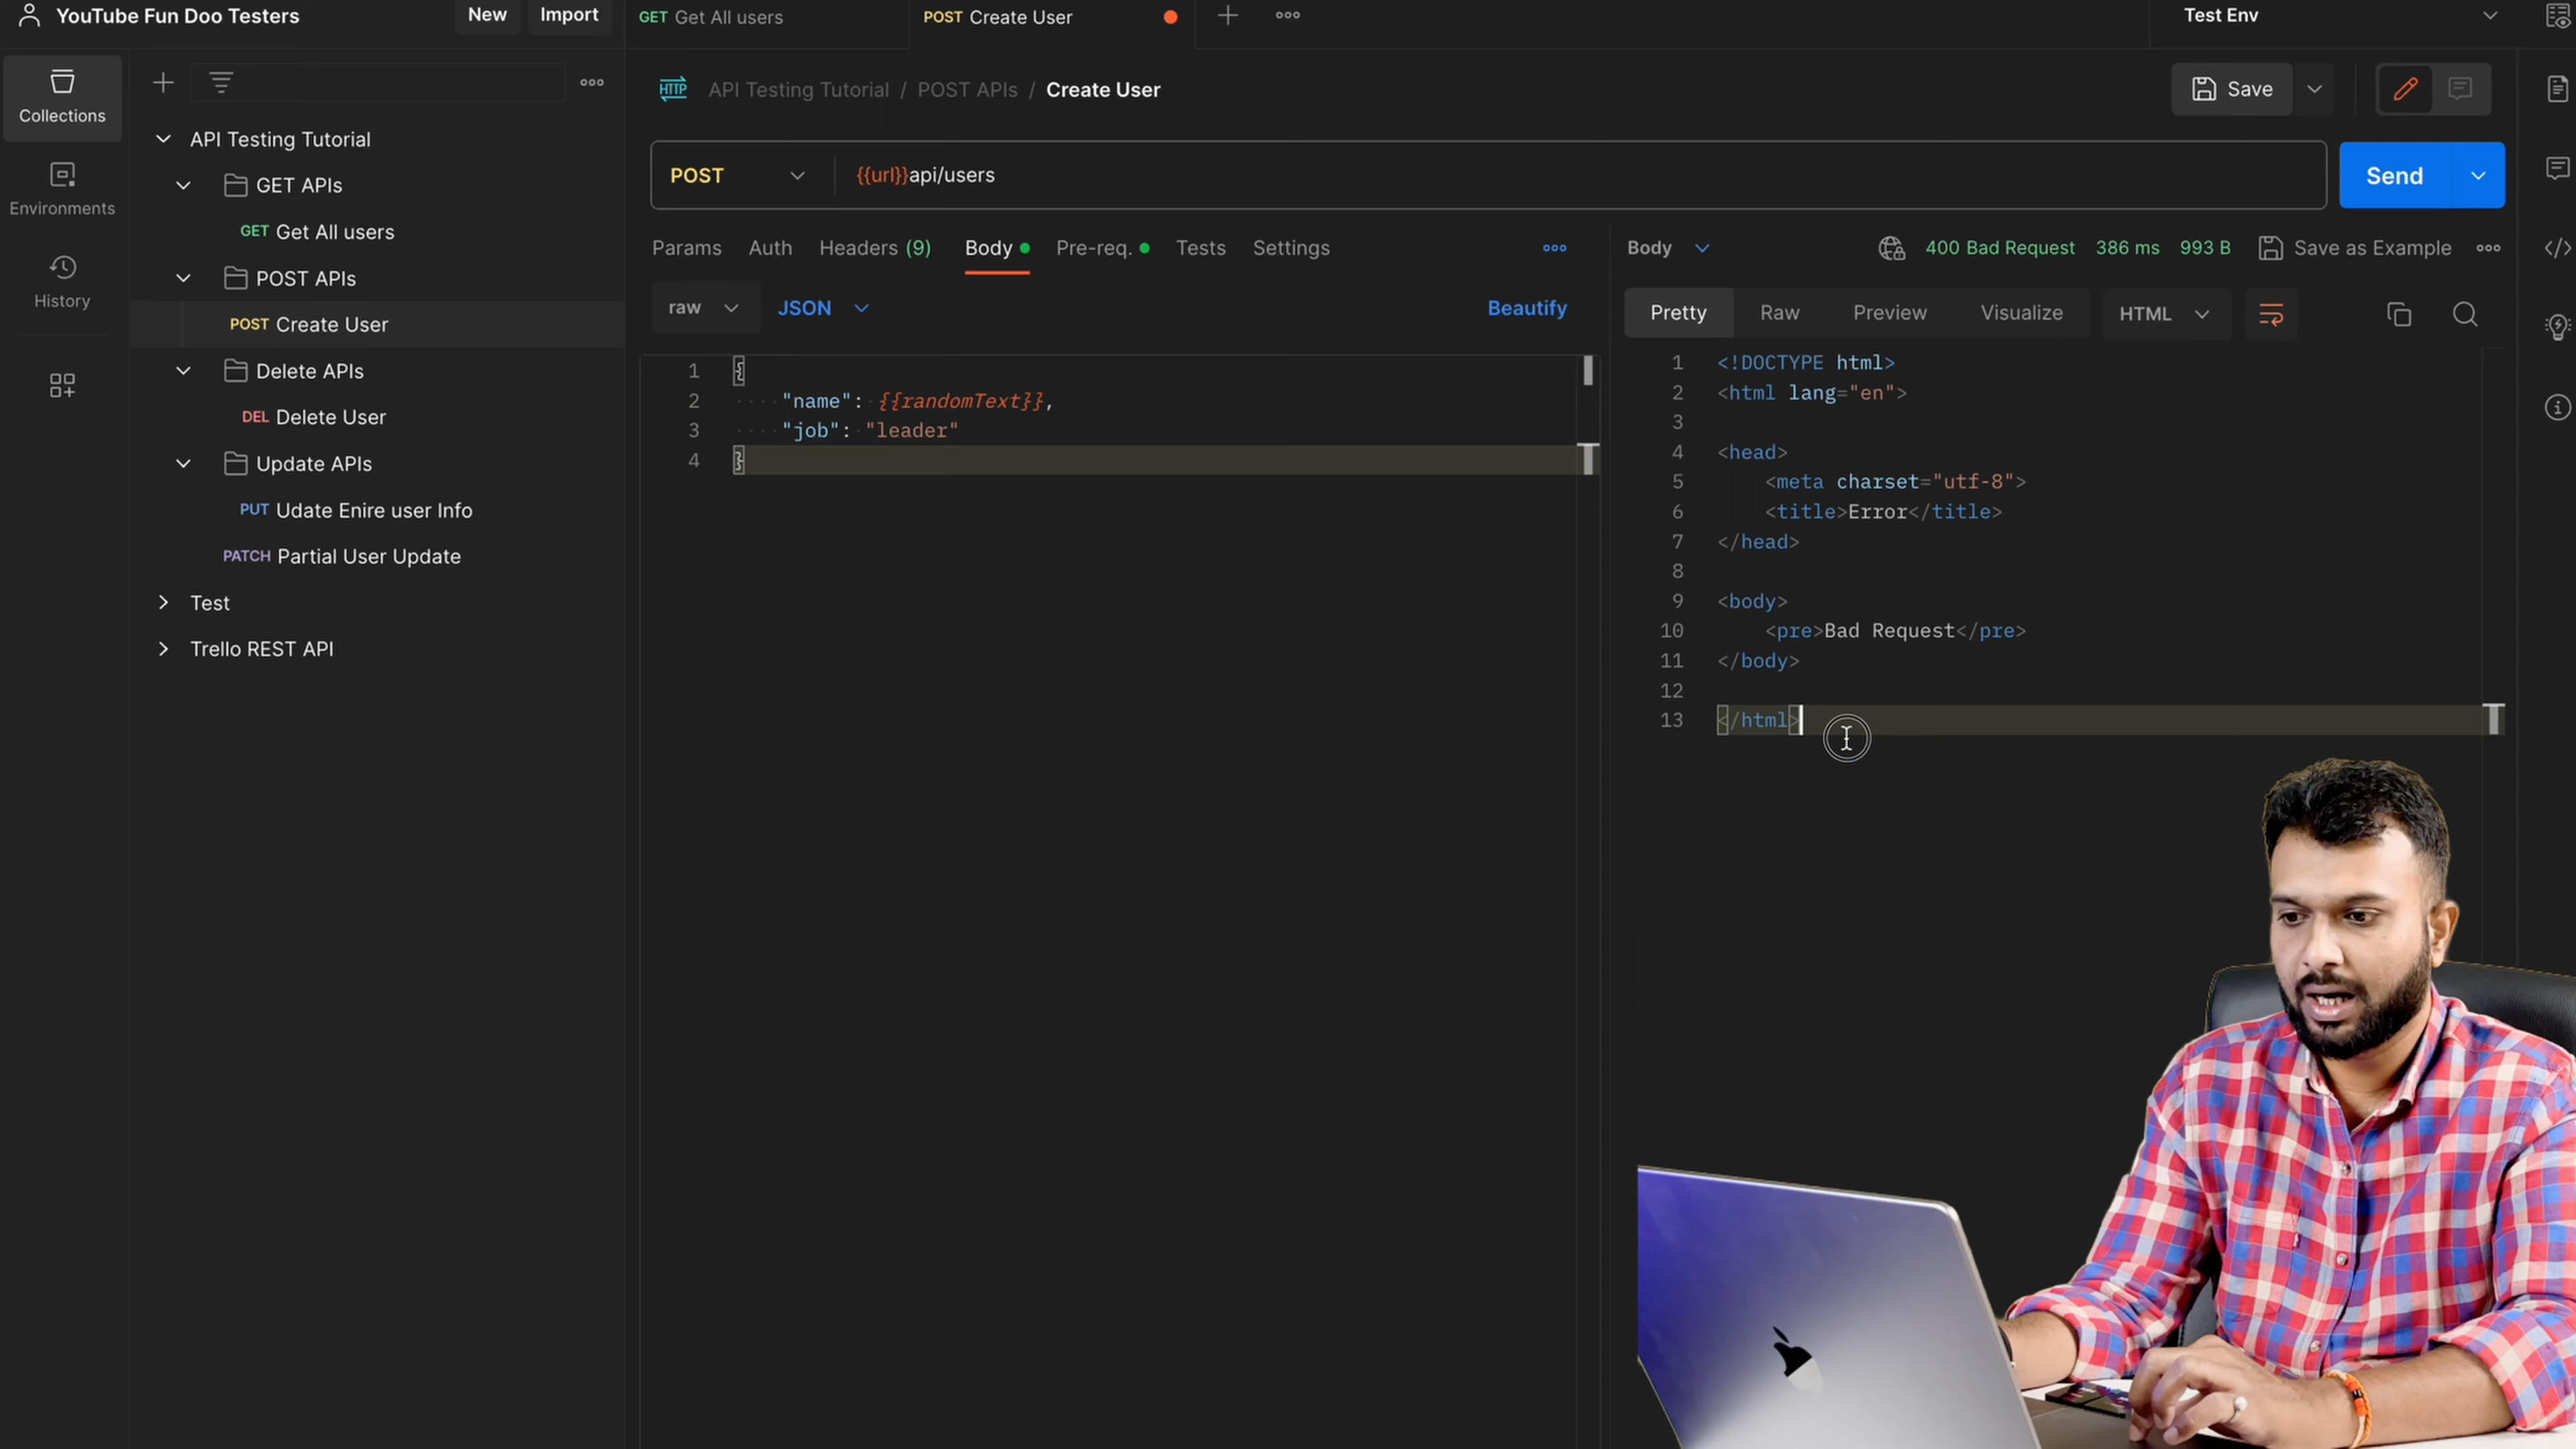 YouTube Fun Doo Testers
New
Import
GET Get All users
POST Create User
Test Env
Collections
Environments
History
API Testing Tutorial
GET APIs
GET Get All users
POST APIs
POST Create User
Delete APIs
DEL Delete User
Update APIs
PUT Udate Enire user Info
PATCH Partial User Update
Test
Trello REST API
HTTP API Testing Tutorial / POST APIs / Create User
Save
POST
{{url}}api/users
Send
Params Auth Headers (9) Body Pre-req. Tests Settings
raw JSON Beautify
1 {
2 "name": {{randomText}},
3 "job": "leader"
4 }
Body 400 Bad Request 386 ms 993 B Save as Example
Pretty Raw Preview Visualize HTML
1 <!DOCTYPE html>
2 <html lang="en">
3
4 <head>
5 <meta charset="utf-8">
6 <title>Error</title>
7 </head>
8
9 <body>
10 <pre>Bad Request</pre>
11 </body>
12
13 </html>